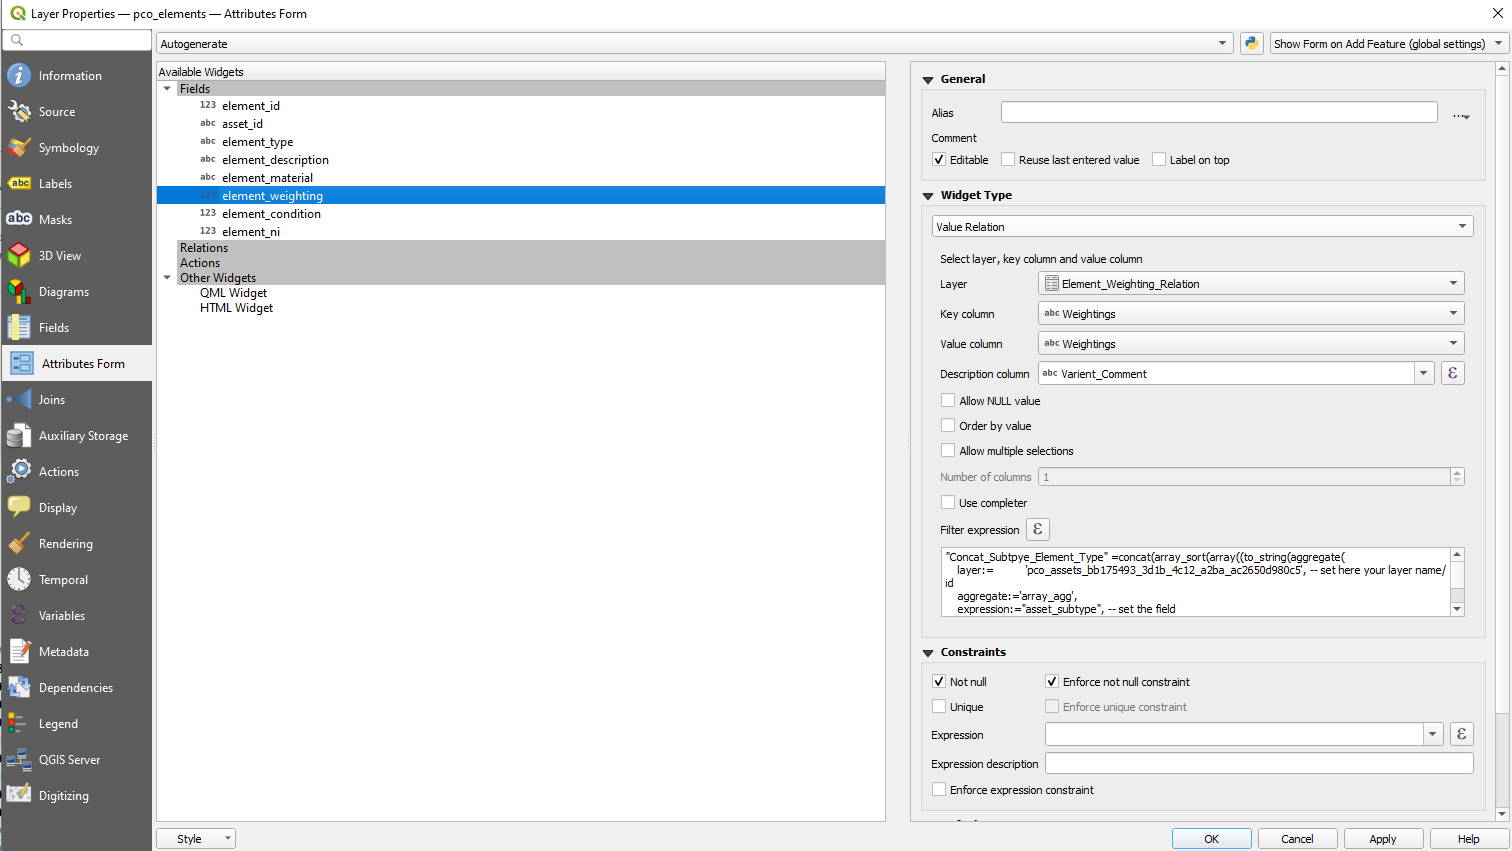 Layer Properties — pco_elements — Attributes Form
Autogenerate
Show Form on Add Feature (global settings)
Information
Source
Symbology
abc Labels
abc Masks
3D View
Diagrams
Fields
Attributes Form
Joins
Auxiliary Storage
Actions
Display
Rendering
Temporal
ε Variables
Metadata
Dependencies
Legend
QGIS Server
Digitizing
Available Widgets
Fields
123 element_id
abc asset_id
abc element_type
abc element_description
abc element_material
123 element_weighting
123 element_condition
123 element_ni
Relations
Actions
Other Widgets
QML Widget
HTML Widget
General
Alias
...
Comment
Editable Reuse last entered value Label on top
Widget Type
Value Relation
Select layer, key column and value column
Layer Element_Weighting_Relation
Key column abc Weightings
Value column abc Weightings
Description column abc Varient_Comment ε
Allow NULL value
Order by value
Allow multiple selections
Number of columns 1
Use completer
Filter expression ε
"Concat_Subtpye_Element_Type" =concat(array_sort(array((to_string(aggregate(
layer:= 'pco_assets_bb175493_3d1b_4c12_a2ba_ac2650d980c5', -- set here your layer name/
id
aggregate:='array_agg',
expression:="asset_subtype", -- set the field
Constraints
Not null Enforce not null constraint
Unique Enforce unique constraint
Expression ε
Expression description
Enforce expression constraint
Style OK Cancel Apply Help